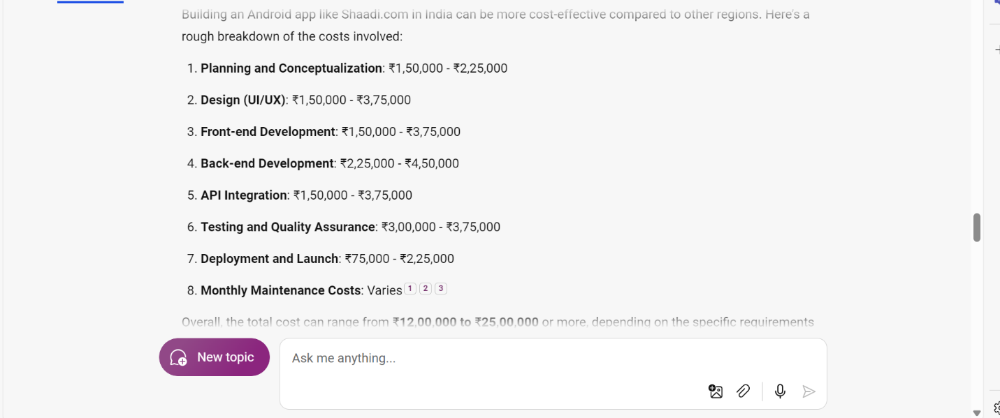 Building an Android app like Shaadi.com in India can be more cost-effective compared to other regions. Here's a
rough breakdown of the costs involved:
1. Planning and Conceptualization: ₹1,50,000 - ₹2,25,000
2. Design (UI/UX): ₹1,50,000 - ₹3,75,000
3. Front-end Development: ₹1,50,000 - ₹3,75,000
4. Back-end Development: ₹2,25,000 - ₹4,50,000
5. API Integration: ₹1,50,000 - ₹3,75,000
6. Testing and Quality Assurance: ₹3,00,000 - ₹3,75,000
7. Deployment and Launch: ₹75,000 - ₹2,25,000
8. Monthly Maintenance Costs: Varies 1 2 3
Overall, the total cost can range from ₹12,00,000 to ₹25,00,000 or more, depending on the specific requirements
New topic
Ask me anything...